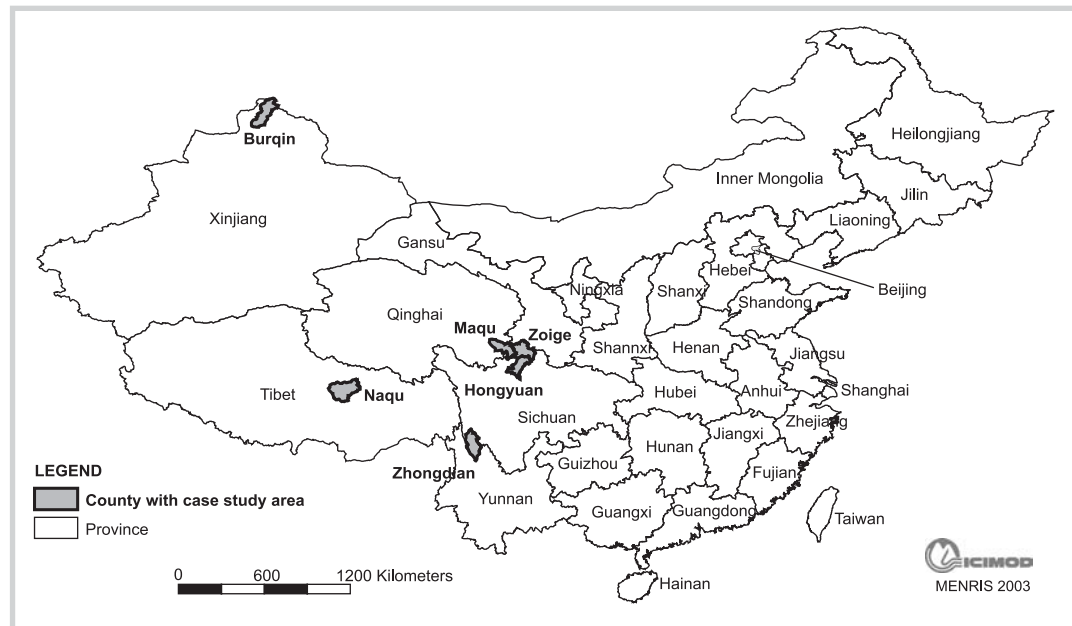 Heilongjiang
Burqin
Inner Mongolia
Jilin
Xinjiang
Liaoning
Gansu
Hebei
Beijing
Ningxia
Shanxi
Shandong
Qinghai
Maqu
Zoige
Shannxi
Henan
Jiangsu
Tibet
Naqu
Hongyuan
Hubei
Anhui
Shanghai
Sichuan
Zhejiang
Hunan
Jiangxi
Zhongdian
Guizhou
Fujian
Yunnan
Guangxi
Guangdong
Taiwan
Hainan
LEGEND
County with case study area
Province
0 600 1200 Kilometers
ICIMOD
MENRIS 2003